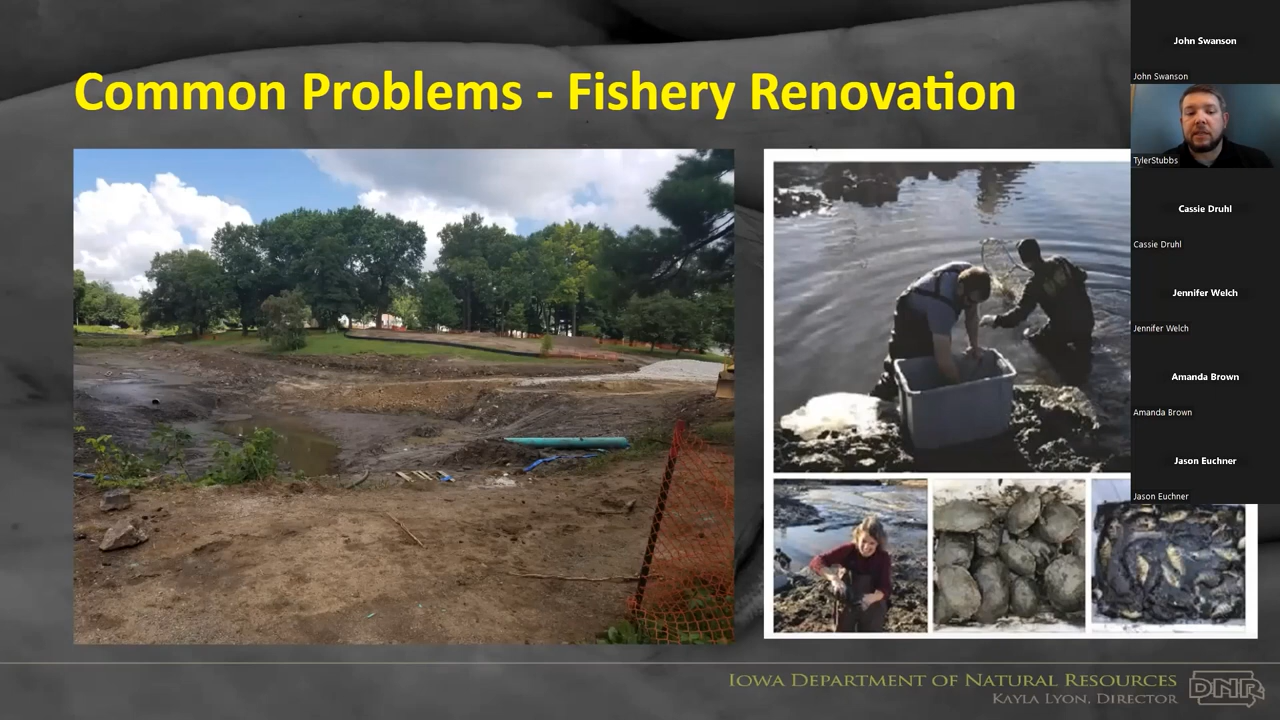 Common Problems - Fishery Renovation
John Swanson
John Swanson
TylerStubbs
Cassie Druhl
Cassie Druhl
Jennifer Welch
Jennifer Welch
Amanda Brown
Amanda Brown
Jason Euchner
Jason Euchner
Iowa Department of Natural Resources
Kayla Lyon, Director
DNR